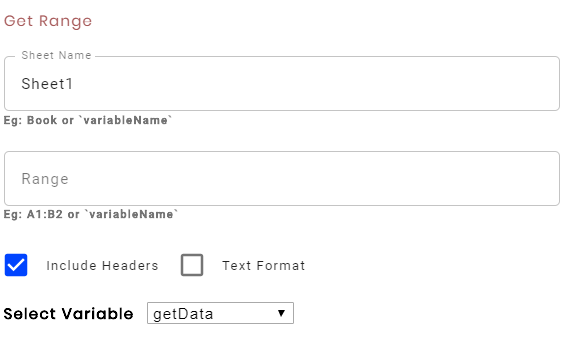 Get Range
Sheet Name
Sheet1
Eg: Book or `variableName`
Range
Eg: A1:B2 or `variableName`
Include Headers Text Format
Select Variable getData